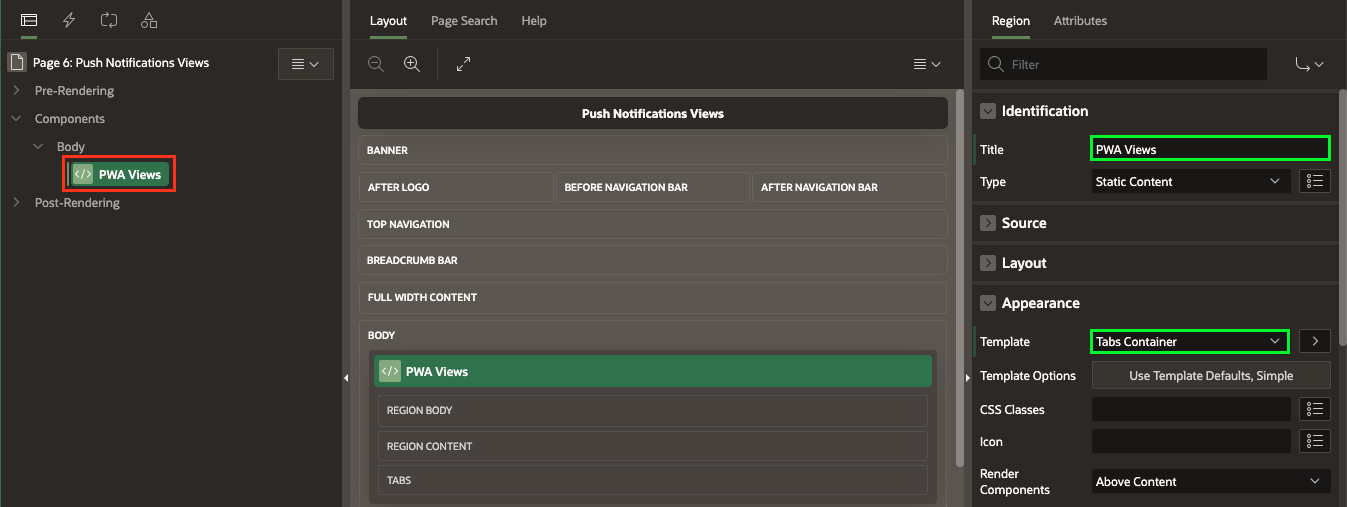 Page 6: Push Notifications Views
Pre-Rendering
Components
Body
</> PWA Views
Post-Rendering
Layout Page Search Help
Push Notifications Views
BANNER
AFTER LOGO BEFORE NAVIGATION BAR AFTER NAVIGATION BAR
TOP NAVIGATION
BREADCRUMB BAR
FULL WIDTH CONTENT
BODY
</> PWA Views
REGION BODY
REGION CONTENT
TABS
Region Attributes
Filter
Identification
Title PWA Views
Type Static Content
Source
Layout
Appearance
Template Tabs Container
Template Options Use Template Defaults, Simple
CSS Classes
Icon
Render
Components Above Content